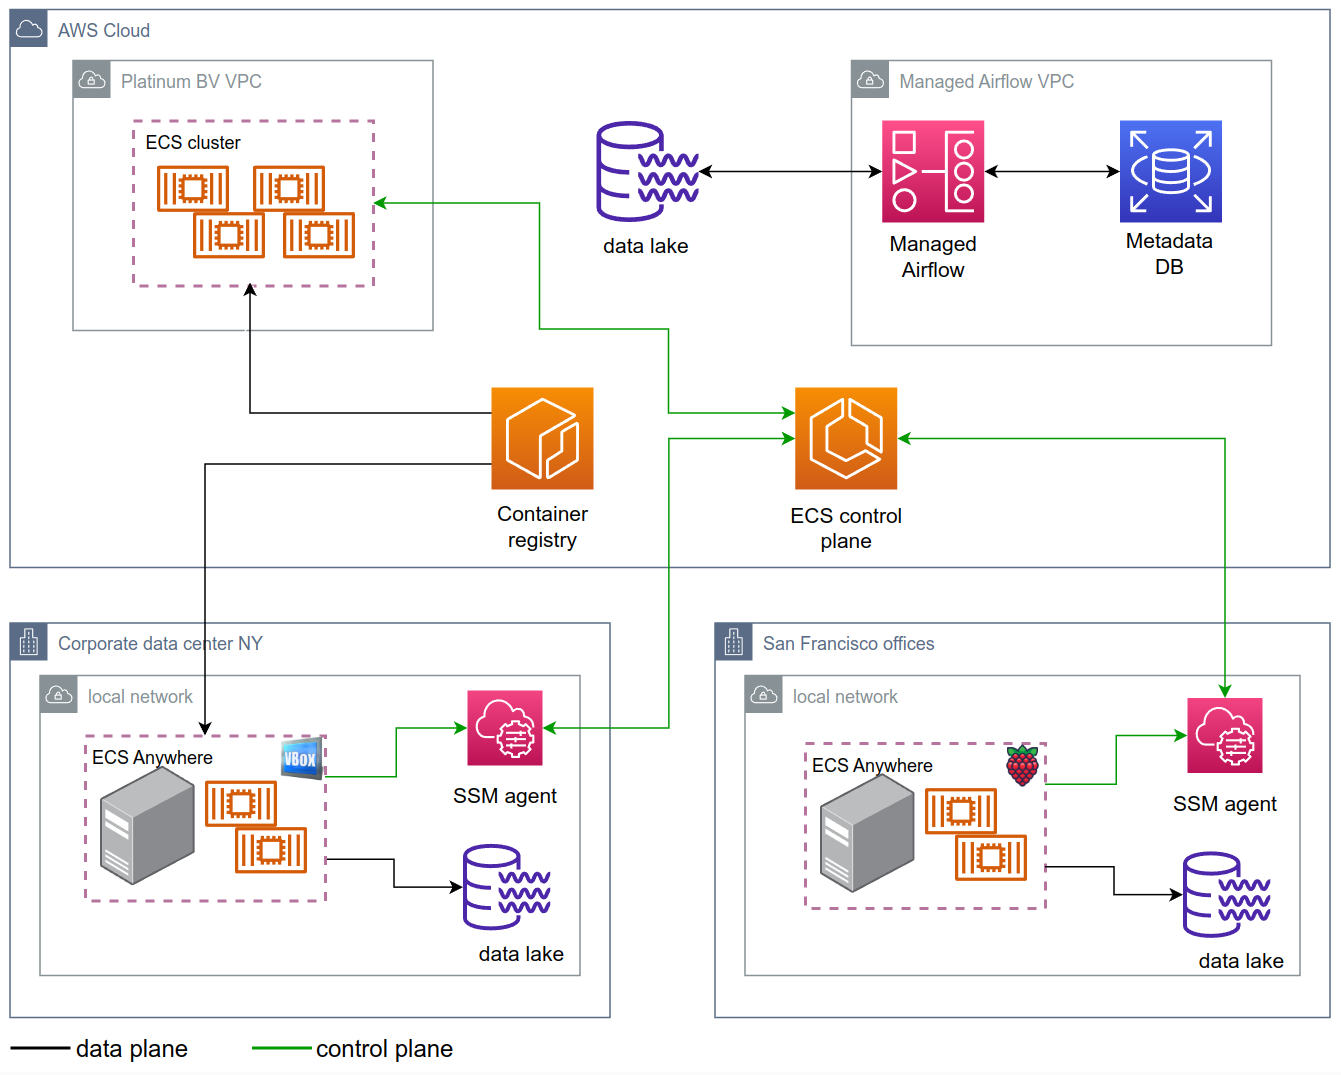 AWS Cloud
Platinum BV VPC
ECS cluster
data lake
Managed Airflow VPC
Managed
Airflow
Metadata
DB
Container
registry
ECS control
plane
Corporate data center NY
local network
ECS Anywhere
VBox
SSM agent
data lake
San Francisco offices
local network
ECS Anywhere
SSM agent
data lake
data plane
control plane